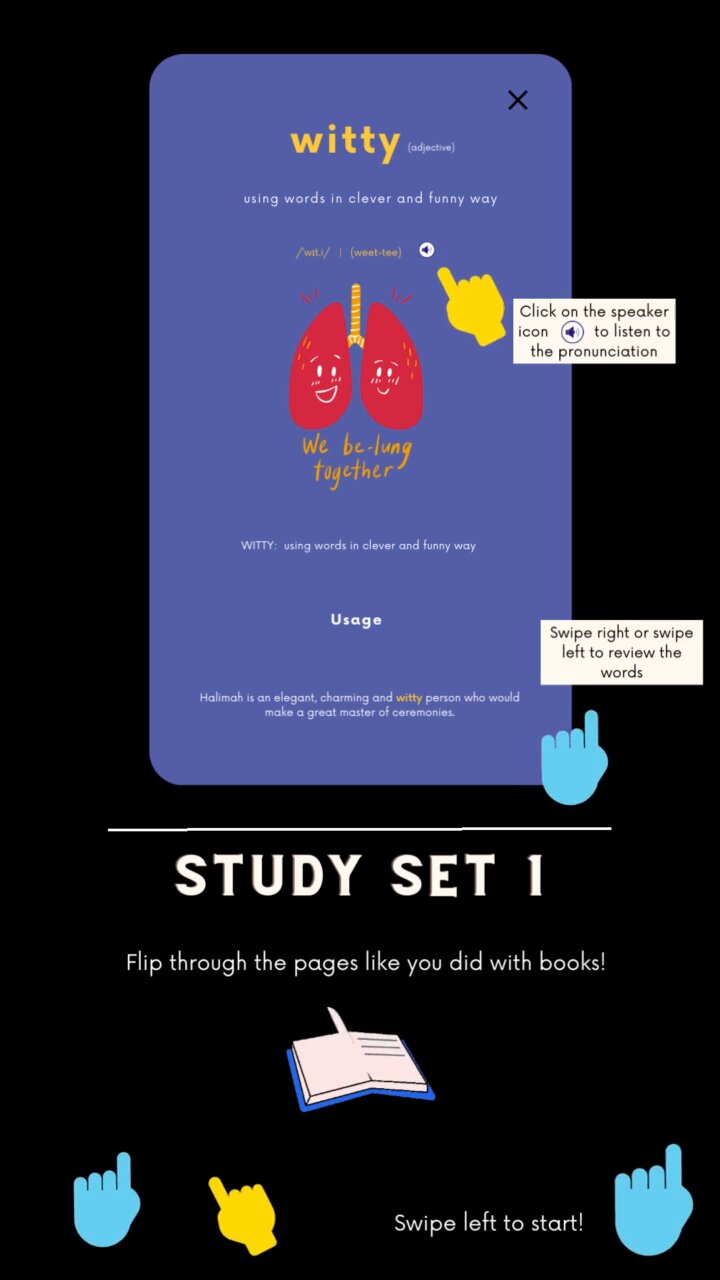 witty (adjective)
using words in clever and funny way
/wɪt.i/ | (weet-tee)
Click on the speaker
icon to listen to
the pronunciation
We be-lung
together
WITTY: using words in clever and funny way
Usage
Swipe right or swipe
left to review the
words
Halimah is an elegant, charming and witty person who would
make a great master of ceremonies.
STUDY SET 1
Flip through the pages like you did with books!
Swipe left to start!